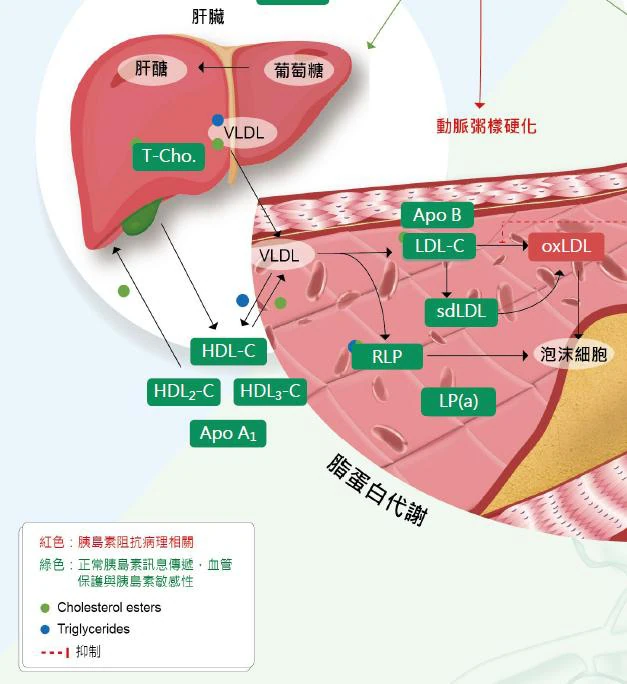 肝臟
肝醣
葡萄糖
VLDL
T-Cho.
動脈粥樣硬化
Apo B
LDL-C
oxLDL
VLDL
sdLDL
HDL-C
RLP
泡沫細胞
HDL₂-C
HDL₃-C
LP(a)
Apo A₁
脂蛋白代謝
紅色：胰島素阻抗病理相關
綠色：正常胰島素訊息傳遞，血管
保護與胰島素敏感性
Cholesterol esters
Triglycerides
抑制